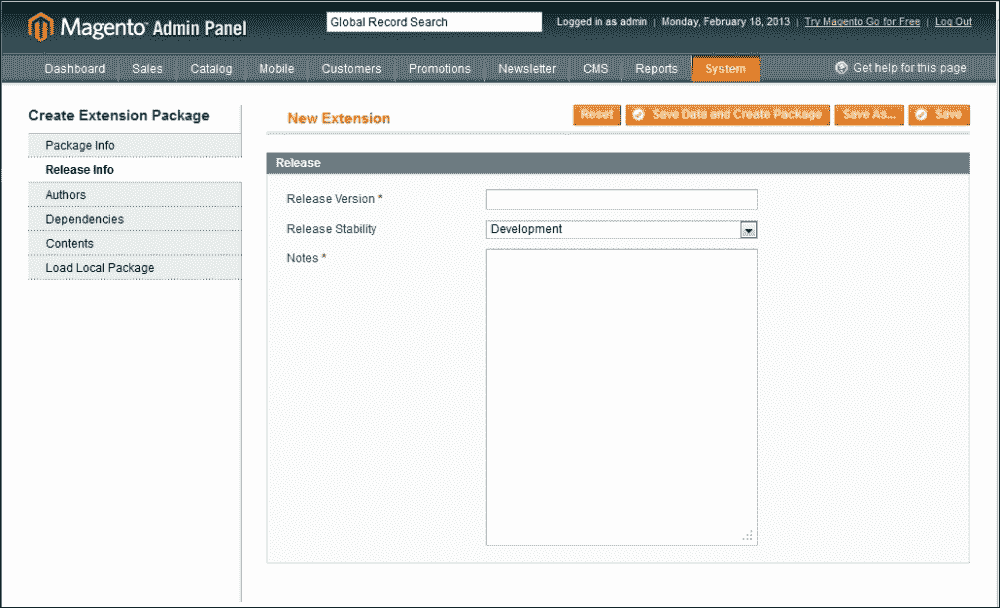 Magento™ Admin Panel
Global Record Search
Logged in as admin | Monday, February 18, 2013 | Try Magento Go for Free | Log Out
Dashboard Sales Catalog Mobile Customers Promotions Newsletter CMS Reports System Get help for this page
Create Extension Package
Package Info
Release Info
Authors
Dependencies
Contents
Load Local Package
New Extension
Reset Save Data and Create Package Save As... Save
Release
Release Version *
Release Stability Development
Notes *